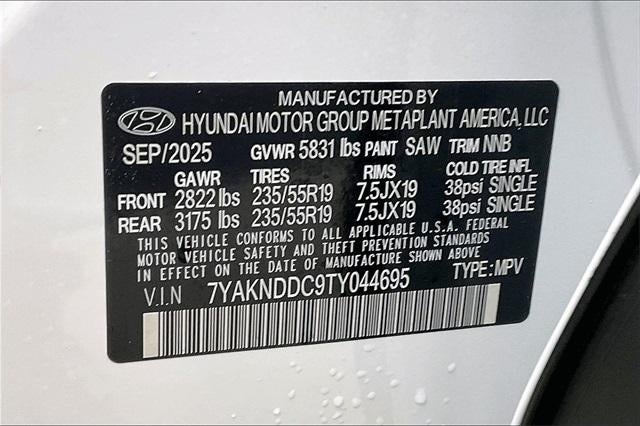 MANUFACTURED BY
HYUNDAI MOTOR GROUP METAPLANT AMERICA, LLC
SEP/2025 GVWR 5831 lbs PAINT SAW TRIM NNB
GAWR TIRES RIMS COLD TIRE INFL
FRONT 2822 lbs 235/55R19 7.5JX19 38psi SINGLE
REAR 3175 lbs 235/55R19 7.5JX19 38psi SINGLE
THIS VEHICLE CONFORMS TO ALL APPLICABLE U.S.A. FEDERAL
MOTOR VEHICLE SAFETY AND THEFT PREVENTION STANDARDS
IN EFFECT ON THE DATE OF MANUFACTURE SHOWN ABOVE
V.I.N 7YAKNDDC9TY044695 TYPE: MPV